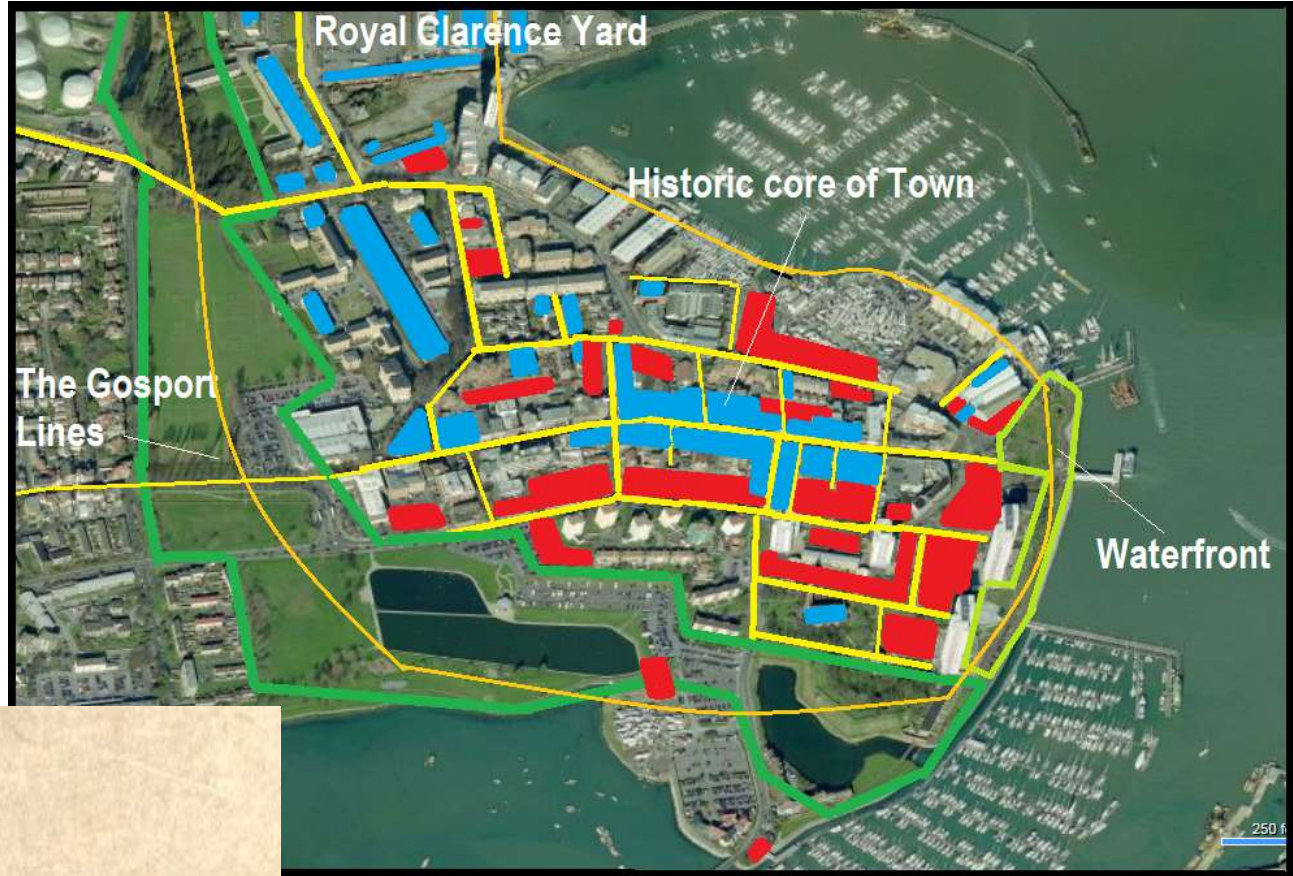 Royal Clarence Yard
Historic core of Town
The Gosport
Lines
Waterfront
250